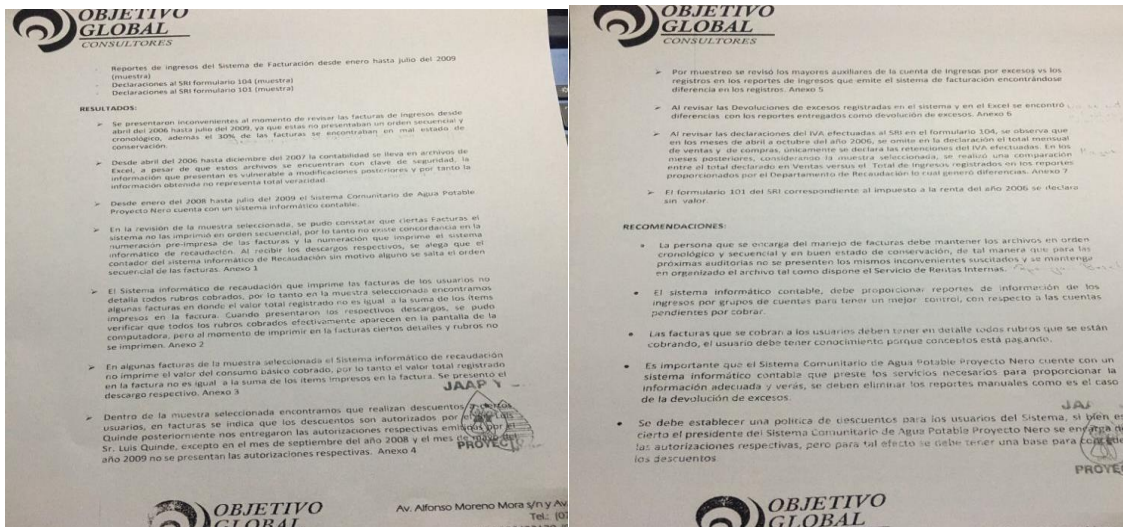 OBJETIVO
GLOBAL
CONSULTORES
Reportes de ingresos del Sistema de Facturación desde enero hasta julio del 2009
(muestra)
Declaraciones al SRI formulario 104 (muestra)
Declaraciones al SRI formulario 101 (muestra)
RESULTADOS:
➢ Se presentaron inconvenientes al momento de revisar las facturas de ingresos desde
abril del 2006 hasta julio del 2009, ya que estas no presentaban un orden secuencial y
cronológico, además el 30% de las facturas se encontraban en mal estado de
conservación.
➢ Desde abril del 2006 hasta diciembre del 2007 la contabilidad se lleva en archivos de
Excel, a pesar de que estos archivos se encuentran con clave de seguridad, la
información que presentan es vulnerable a modificaciones posteriores y por tanto la
información obtenido no representa total veracidad.
➢ Desde enero del 2008 hasta julio del 2009 el Sistema Comunitario de Agua Potable
Proyecto Nero cuenta con un sistema informático contable.
➢ En la revisión de la muestra seleccionada, se pudo constatar que ciertas Facturas el
sistema no las imprimió en orden secuencial, por lo tanto no existe concordancia en la
numeración pre-impresa de las facturas y la numeración que imprime el sistema
informático de recaudación. Al recibir los descargos respectivos, se alega que el
contador del sistema informático de Recaudación sin motivo alguno se salta el orden
secuencial de las facturas. Anexo 1
➢ El Sistema informático de recaudación que imprime las facturas de los usuarios no
detalla todos rubros cobrados, por lo tanto en la muestra seleccionada encontramos
algunas facturas en donde el valor total registrado no es igual a la suma de los ítems
impresos en la factura. Cuando presentaron los respectivos descargos, se pudo
verificar que todos los rubros cobrados efectivamente aparecen en la pantalla de la
computadora, peru al momento de imprimir en la facturas ciertos detalles y rubros no
se imprimen. Anexo 2
➢ En algunas facturas de la muestra seleccionada el Sistema informático de recaudación
no imprime el valor del consumo básico cobrado, por lo tanto el valor total registrado
en la factura no es igual a la suma de los ítems impresos en la factura. Se presentó el
descargo respectivo. Anexo 3
JAAP Y
➢ Dentro de la muestra seleccionada encontramos que realizan descuentos a ciertos
usuarios, en facturas se indica que los descuentos son autorizados por el Sr. Luis
Quinde posteriormente nos entregaron las autorizaciones respectivas emitidas por el
Sr. Luis Quinde, excepto en el mes de septiembre del año 2008 y el mes de mayo del
año 2009 no se presentan las autorizaciones respectivas. Anexo 4
PROYE
OBJETIVO
GLOBAL
Av. Alfonso Moreno Mora s/n y Av
Tel.: (0
OBJETIVO
GLOBAL
CONSULTORES
➢ Por muestreo se revisó los mayores auxiliares de la cuenta de ingresos por excesos vs los
registros en los reportes de ingresos que emite el sistema de facturación encontrándose
diferencia en los registros. Anexo 5
➢ Al revisar las Devoluciones de excesos registradas en el sistema y en el Excel se encontró
diferencias con los reportes entregados como devolución de excesos. Anexo 6
➢ Al revisar las declaraciones del IVA efectuadas al SRI en el formulario 104, se observa que
en los meses de abril a octubre del año 2006, se omite en la declaración el total mensual
de ventas y de compras, únicamente se declara las retenciones del IVA efectuadas. En los
meses posteriores, considerando la muestra seleccionada, se realizó una comparación
entre el total declarado en Ventas versus el Total de Ingresos registrados en los reportes
proporcionados por el Departamento de Recaudación lo cual generó diferencias. Anexo 7
➢ El formulario 101 del SRI correspondiente al impuesto a la renta del año 2006 se declara
sin valor.
RECOMENDACIONES:
• La persona que se encarga del manejo de facturas debe mantener los archivos en orden
cronológico y secuencial y en buen estado de conservación, de tal manera que para las
próximas auditorías no se presenten los mismos inconvenientes suscitados y se mantenga
en organizado el archivo tal como dispone el Servicio de Rentas Internas.
• El sistema informático contable, debe proporcionar reportes de información de los
ingresos por grupos de cuentas para tener un mejor control, con respecto a las cuentas
pendientes por cobrar.
• Las facturas que se cobran a los usuarios deben tener en detalle todos rubros que se están
cobrando, el usuario debe tener conocimiento porque conceptos está pagando.
• Es importante que el Sistema Comunitario de Agua Potable Proyecto Nero cuente con un
sistema informático contable que preste los servicios necesarios para proporcionar la
información adecuada y verás, se deben eliminar los reportes manuales como es el caso
de la devolución de excesos.
JAA
• Se debe establecer una política de descuentos para los usuarios del Sistema, si bien es
cierto el presidente del Sistema Comunitario de Agua Potable Proyecto Nero se encarga de
las autorizaciones respectivas, pero para tal efecto se debe tener una base para
los descuentos
PROYE
OBJETIVO
GLOBAL